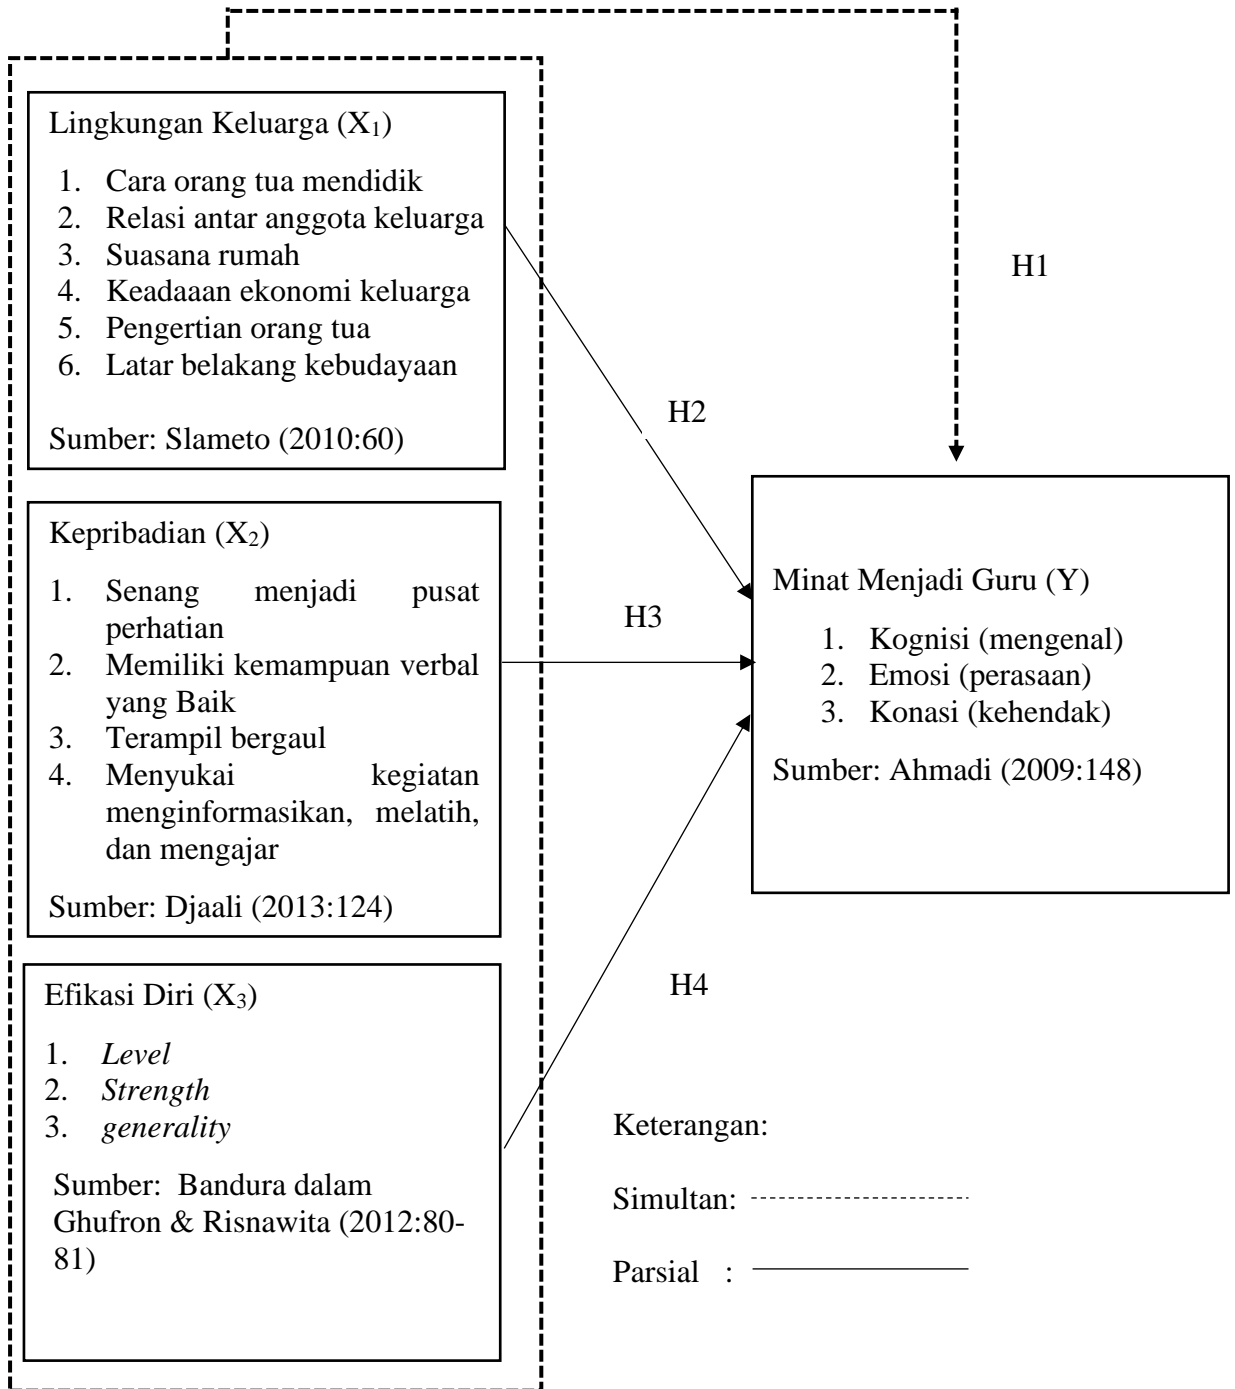 Lingkungan Keluarga (X₁)
1. Cara orang tua mendidik
2. Relasi antar anggota keluarga
3. Suasana rumah
4. Keadaaan ekonomi keluarga
5. Pengertian orang tua
6. Latar belakang kebudayaan
Sumber: Slameto (2010:60)
Kepribadian (X₂)
1. Senang menjadi pusat
perhatian
2. Memiliki kemampuan verbal
yang Baik
3. Terampil bergaul
4. Menyukai kegiatan
menginformasikan, melatih,
dan mengajar
Sumber: Djaali (2013:124)
Efikasi Diri (X₃)
1. Level
2. Strength
3. generality
Sumber: Bandura dalam
Ghufron & Risnawita (2012:80-
81)
H1
H2
H3
H4
Minat Menjadi Guru (Y)
1. Kognisi (mengenal)
2. Emosi (perasaan)
3. Konasi (kehendak)
Sumber: Ahmadi (2009:148)
Keterangan:
Simultan:
Parsial :